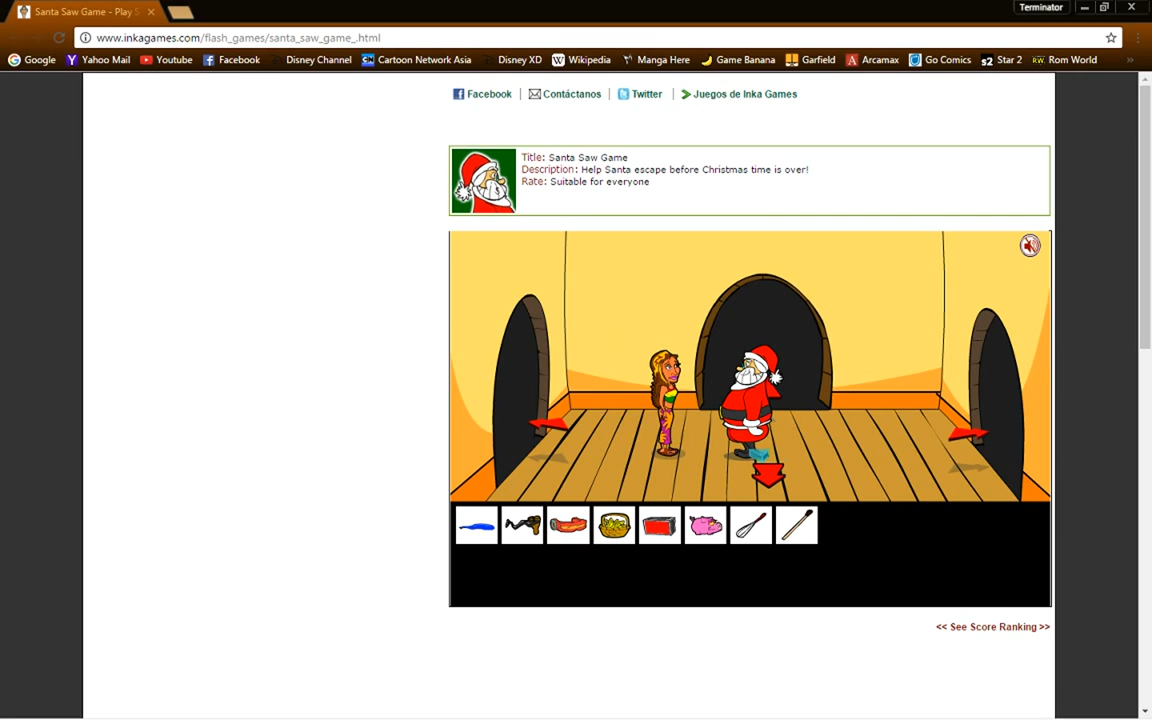 Santa Saw Game - Play S
Terminator
www.inkagames.com/flash_games/santa_saw_game_.html
Google Yahoo Mail Youtube Facebook Disney Channel Cartoon Network Asia Disney XD Wikipedia Manga Here Game Banana Garfield Arcamax Go Comics s2 Star 2 RW. Rom World »
Facebook | Contáctanos | Twitter | Juegos de Inka Games
Title: Santa Saw Game
Description: Help Santa escape before Christmas time is over!
Rate: Suitable for everyone
<< See Score Ranking >>